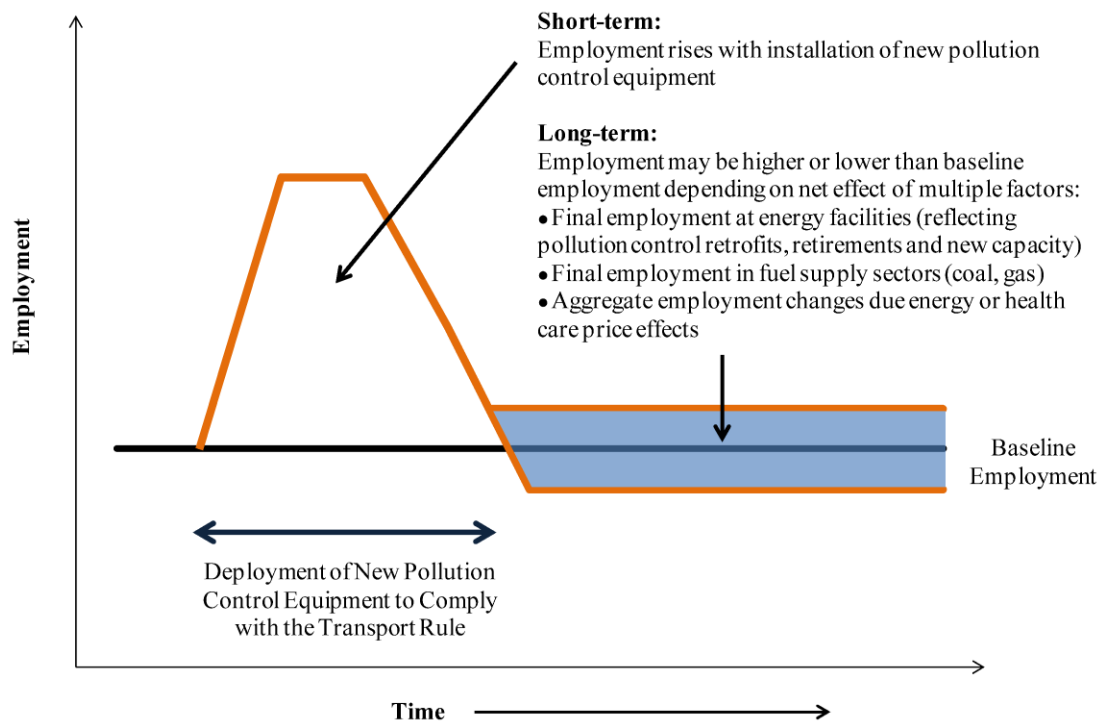 Short-term:
Employment rises with installation of new pollution
control equipment
Long-term:
Employment may be higher or lower than baseline
employment depending on net effect of multiple factors:
● Final employment at energy facilities (reflecting
pollution control retrofits, retirements and new capacity)
● Final employment in fuel supply sectors (coal, gas)
● Aggregate employment changes due energy or health
care price effects
Employment
Baseline
Employment
Deployment of New Pollution
Control Equipment to Comply
with the Transport Rule
Time